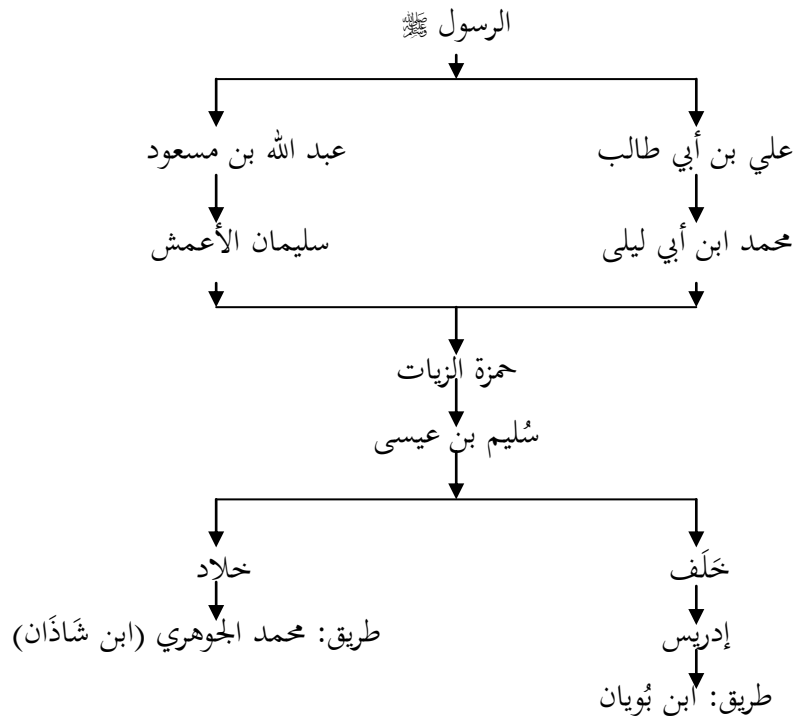 الرسول ﷺ
علي بن أبي طالب
عبد الله بن مسعود
محمد ابن أبي ليلى
سليمان الأعمش
حمزة الزيات
سُليم بن عيسى
خَلَف
خلاد
إدريس
طريق: محمد الجوهري (ابن شَاذَان)
طريق: ابن بُويان